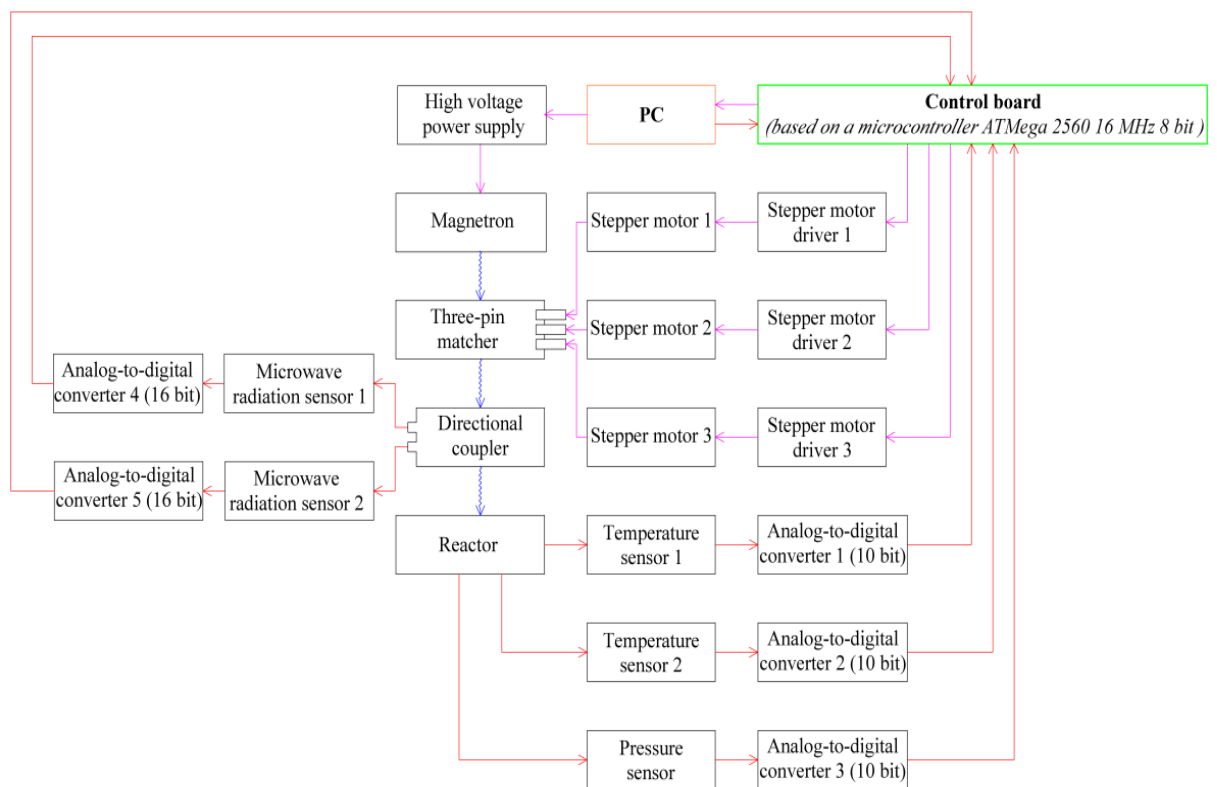 High voltage
power supply
PC
Control board
(based on a microcontroller ATMega 2560 16 MHz 8 bit )
Magnetron
Stepper motor 1
Stepper motor
driver 1
Three-pin
matcher
Stepper motor 2
Stepper motor
driver 2
Analog-to-digital
converter 4 (16 bit)
Microwave
radiation sensor 1
Directional
coupler
Stepper motor 3
Stepper motor
driver 3
Analog-to-digital
converter 5 (16 bit)
Microwave
radiation sensor 2
Reactor
Temperature
sensor 1
Analog-to-digital
converter 1 (10 bit)
Temperature
sensor 2
Analog-to-digital
converter 2 (10 bit)
Pressure
sensor
Analog-to-digital
converter 3 (10 bit)